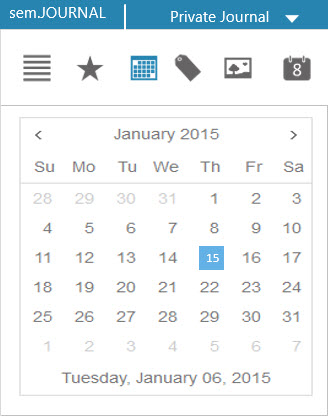 sem.JOURNAL Private Journal
8
‹ January 2015 ›
Su Mo Tu We Th Fr Sa
28 29 30 31 1 2 3
4 5 6 7 8 9 10
11 12 13 14 15 16 17
18 19 20 21 22 23 24
25 26 27 28 29 30 31
1 2 3 4 5 6 7
Tuesday, January 06, 2015